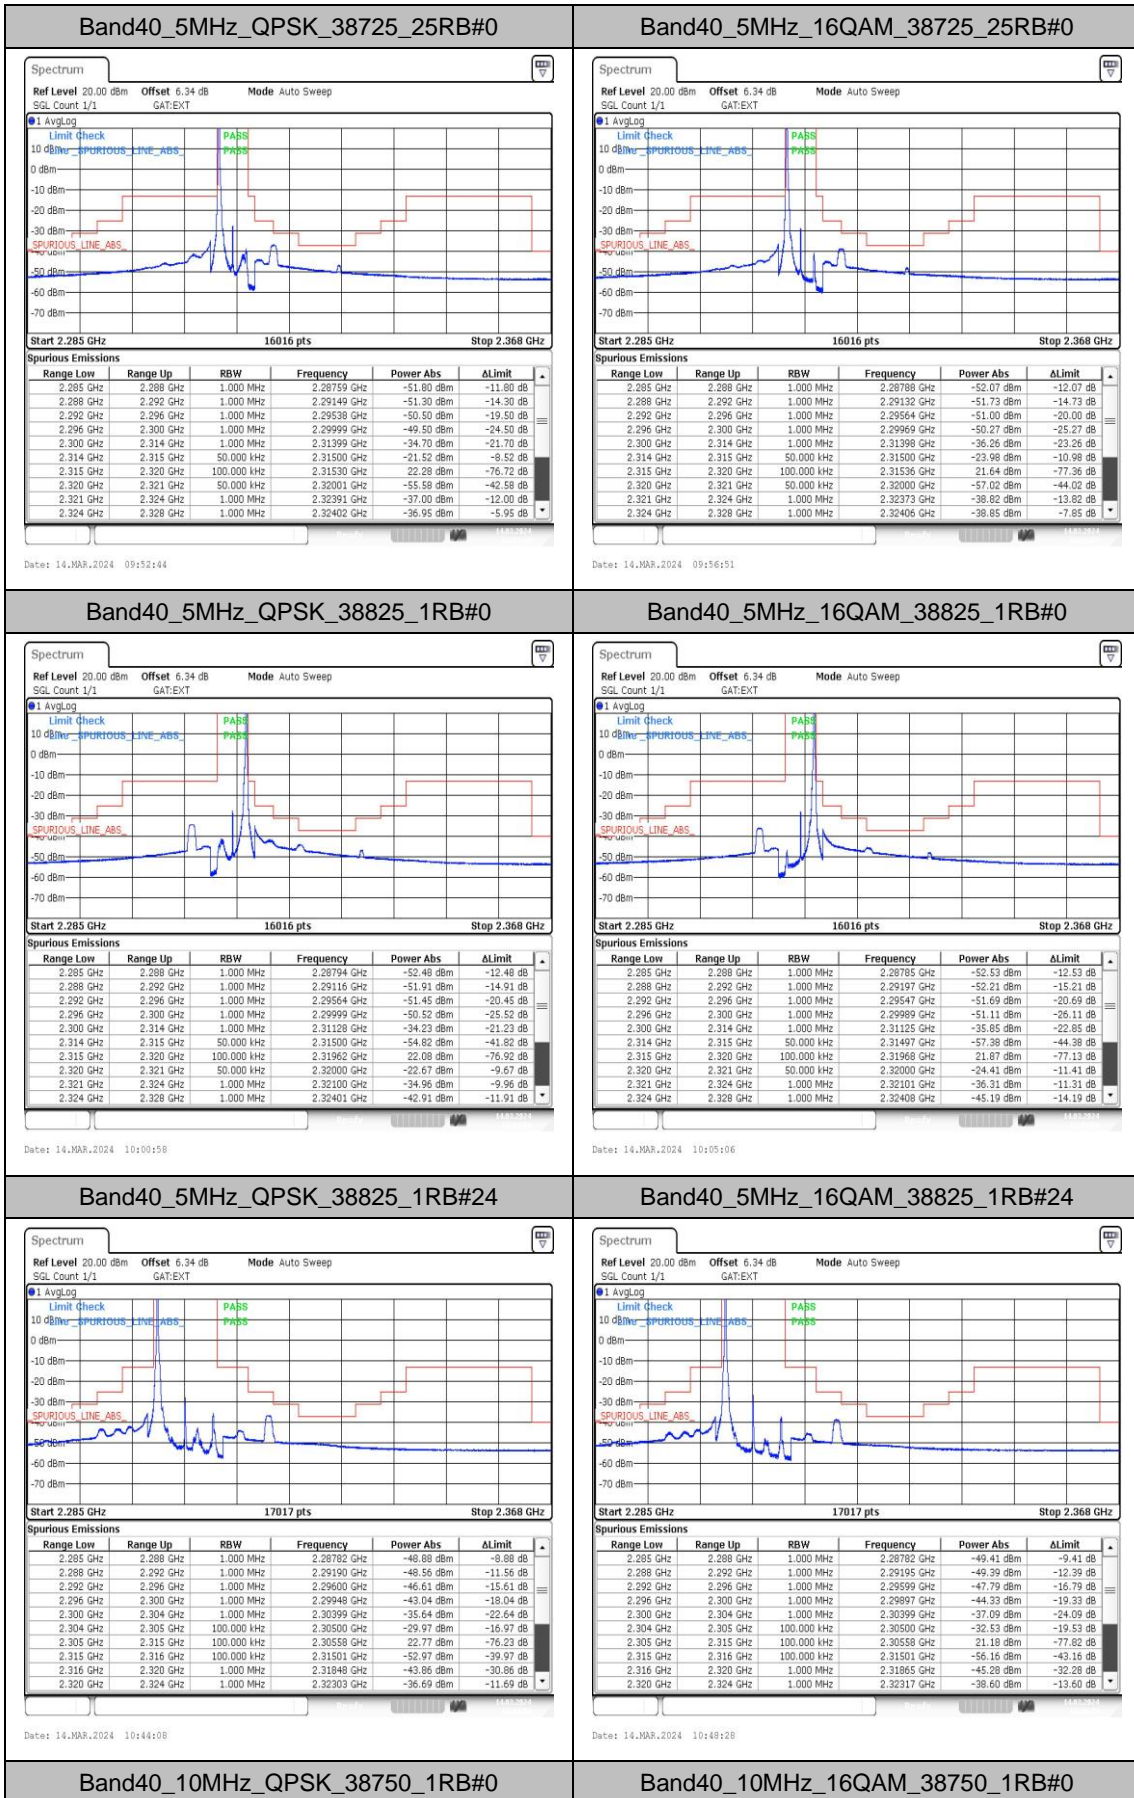 Band40_5MHz_QPSK_38725_25RB#0
Band40_5MHz_16QAM_38725_25RB#0
Spectrum
Ref Level 20.00 dBm Offset 6.34 dB Mode Auto Sweep
SGL Count 1/1 GAT:EXT
1 AvgLog
Limit Check PASS
_SPURIOUS_LINE_ABS_ PASS
10 dBm
0 dBm
-10 dBm
-20 dBm
-30 dBm
_SPURIOUS_LINE_ABS_
-50 dBm
-60 dBm
-70 dBm
Start 2.285 GHz 16016 pts Stop 2.368 GHz
Spurious Emissions
Range Low Range Up RBW Frequency Power Abs ΔLimit
2.285 GHz 2.288 GHz 1.000 MHz 2.28759 GHz -51.80 dBm -11.80 dB
2.288 GHz 2.292 GHz 1.000 MHz 2.29149 GHz -51.30 dBm -14.30 dB
2.292 GHz 2.296 GHz 1.000 MHz 2.29538 GHz -50.50 dBm -19.50 dB
2.296 GHz 2.300 GHz 1.000 MHz 2.29999 GHz -49.50 dBm -24.50 dB
2.300 GHz 2.314 GHz 1.000 MHz 2.31399 GHz -34.70 dBm -21.70 dB
2.314 GHz 2.315 GHz 50.000 kHz 2.31500 GHz -21.52 dBm -8.52 dB
2.315 GHz 2.320 GHz 100.000 kHz 2.31530 GHz 22.28 dBm -76.72 dB
2.320 GHz 2.321 GHz 50.000 kHz 2.32001 GHz -55.58 dBm -42.58 dB
2.321 GHz 2.324 GHz 1.000 MHz 2.32391 GHz -37.00 dBm -12.00 dB
2.324 GHz 2.328 GHz 1.000 MHz 2.32402 GHz -36.95 dBm -5.95 dB
Date: 14.MAR.2024 09:52:44
Spectrum
Ref Level 20.00 dBm Offset 6.34 dB Mode Auto Sweep
SGL Count 1/1 GAT:EXT
1 AvgLog
Limit Check PASS
_SPURIOUS_LINE_ABS_ PASS
10 dBm
0 dBm
-10 dBm
-20 dBm
-30 dBm
_SPURIOUS_LINE_ABS_
-50 dBm
-60 dBm
-70 dBm
Start 2.285 GHz 16016 pts Stop 2.368 GHz
Spurious Emissions
Range Low Range Up RBW Frequency Power Abs ΔLimit
2.285 GHz 2.288 GHz 1.000 MHz 2.28788 GHz -52.07 dBm -12.07 dB
2.288 GHz 2.292 GHz 1.000 MHz 2.29132 GHz -51.73 dBm -14.73 dB
2.292 GHz 2.296 GHz 1.000 MHz 2.29564 GHz -51.00 dBm -20.00 dB
2.296 GHz 2.300 GHz 1.000 MHz 2.29969 GHz -50.27 dBm -25.27 dB
2.300 GHz 2.314 GHz 1.000 MHz 2.31398 GHz -36.26 dBm -23.26 dB
2.314 GHz 2.315 GHz 50.000 kHz 2.31500 GHz -23.98 dBm -10.98 dB
2.315 GHz 2.320 GHz 100.000 kHz 2.31536 GHz 21.64 dBm -77.36 dB
2.320 GHz 2.321 GHz 50.000 kHz 2.32000 GHz -57.02 dBm -44.02 dB
2.321 GHz 2.324 GHz 1.000 MHz 2.32373 GHz -38.82 dBm -13.82 dB
2.324 GHz 2.328 GHz 1.000 MHz 2.32406 GHz -38.85 dBm -7.85 dB
Date: 14.MAR.2024 09:56:51
Band40_5MHz_QPSK_38825_1RB#0
Band40_5MHz_16QAM_38825_1RB#0
Spectrum
Ref Level 20.00 dBm Offset 6.34 dB Mode Auto Sweep
SGL Count 1/1 GAT:EXT
1 AvgLog
Limit Check PASS
_SPURIOUS_LINE_ABS_ PASS
10 dBm
0 dBm
-10 dBm
-20 dBm
-30 dBm
_SPURIOUS_LINE_ABS_
-50 dBm
-60 dBm
-70 dBm
Start 2.285 GHz 16016 pts Stop 2.368 GHz
Spurious Emissions
Range Low Range Up RBW Frequency Power Abs ΔLimit
2.285 GHz 2.288 GHz 1.000 MHz 2.28794 GHz -52.48 dBm -12.48 dB
2.288 GHz 2.292 GHz 1.000 MHz 2.29116 GHz -51.91 dBm -14.91 dB
2.292 GHz 2.296 GHz 1.000 MHz 2.29564 GHz -51.45 dBm -20.45 dB
2.296 GHz 2.300 GHz 1.000 MHz 2.29999 GHz -50.52 dBm -25.52 dB
2.300 GHz 2.314 GHz 1.000 MHz 2.31128 GHz -34.23 dBm -21.23 dB
2.314 GHz 2.315 GHz 50.000 kHz 2.31500 GHz -54.82 dBm -41.82 dB
2.315 GHz 2.320 GHz 100.000 kHz 2.31962 GHz 22.08 dBm -76.92 dB
2.320 GHz 2.321 GHz 50.000 kHz 2.32000 GHz -22.67 dBm -9.67 dB
2.321 GHz 2.324 GHz 1.000 MHz 2.32100 GHz -34.96 dBm -9.96 dB
2.324 GHz 2.328 GHz 1.000 MHz 2.32401 GHz -42.91 dBm -11.91 dB
Date: 14.MAR.2024 10:00:58
Spectrum
Ref Level 20.00 dBm Offset 6.34 dB Mode Auto Sweep
SGL Count 1/1 GAT:EXT
1 AvgLog
Limit Check PASS
_SPURIOUS_LINE_ABS_ PASS
10 dBm
0 dBm
-10 dBm
-20 dBm
-30 dBm
_SPURIOUS_LINE_ABS_
-50 dBm
-60 dBm
-70 dBm
Start 2.285 GHz 16016 pts Stop 2.368 GHz
Spurious Emissions
Range Low Range Up RBW Frequency Power Abs ΔLimit
2.285 GHz 2.288 GHz 1.000 MHz 2.28785 GHz -52.53 dBm -12.53 dB
2.288 GHz 2.292 GHz 1.000 MHz 2.29197 GHz -52.21 dBm -15.21 dB
2.292 GHz 2.296 GHz 1.000 MHz 2.29547 GHz -51.69 dBm -20.69 dB
2.296 GHz 2.300 GHz 1.000 MHz 2.29989 GHz -51.11 dBm -26.11 dB
2.300 GHz 2.314 GHz 1.000 MHz 2.31125 GHz -35.85 dBm -22.85 dB
2.314 GHz 2.315 GHz 50.000 kHz 2.31497 GHz -57.38 dBm -44.38 dB
2.315 GHz 2.320 GHz 100.000 kHz 2.31968 GHz 21.87 dBm -77.13 dB
2.320 GHz 2.321 GHz 50.000 kHz 2.32000 GHz -24.41 dBm -11.41 dB
2.321 GHz 2.324 GHz 1.000 MHz 2.32101 GHz -36.31 dBm -11.31 dB
2.324 GHz 2.328 GHz 1.000 MHz 2.32408 GHz -45.19 dBm -14.19 dB
Date: 14.MAR.2024 10:05:06
Band40_5MHz_QPSK_38825_1RB#24
Band40_5MHz_16QAM_38825_1RB#24
Spectrum
Ref Level 20.00 dBm Offset 6.34 dB Mode Auto Sweep
SGL Count 1/1 GAT:EXT
1 AvgLog
Limit Check PASS
_SPURIOUS_LINE_ABS_ PASS
10 dBm
0 dBm
-10 dBm
-20 dBm
-30 dBm
_SPURIOUS_LINE_ABS_
-50 dBm
-60 dBm
-70 dBm
Start 2.285 GHz 17017 pts Stop 2.368 GHz
Spurious Emissions
Range Low Range Up RBW Frequency Power Abs ΔLimit
2.285 GHz 2.288 GHz 1.000 MHz 2.28782 GHz -48.88 dBm -8.88 dB
2.288 GHz 2.292 GHz 1.000 MHz 2.29190 GHz -48.56 dBm -11.56 dB
2.292 GHz 2.296 GHz 1.000 MHz 2.29600 GHz -46.61 dBm -15.61 dB
2.296 GHz 2.300 GHz 1.000 MHz 2.29948 GHz -43.04 dBm -18.04 dB
2.300 GHz 2.304 GHz 1.000 MHz 2.30399 GHz -35.64 dBm -22.64 dB
2.304 GHz 2.305 GHz 100.000 kHz 2.30500 GHz -29.97 dBm -16.97 dB
2.305 GHz 2.315 GHz 100.000 kHz 2.30558 GHz 22.77 dBm -76.23 dB
2.315 GHz 2.316 GHz 100.000 kHz 2.31501 GHz -52.97 dBm -39.97 dB
2.316 GHz 2.320 GHz 1.000 MHz 2.31848 GHz -43.86 dBm -30.86 dB
2.320 GHz 2.324 GHz 1.000 MHz 2.32303 GHz -36.69 dBm -11.69 dB
Date: 14.MAR.2024 10:44:08
Spectrum
Ref Level 20.00 dBm Offset 6.34 dB Mode Auto Sweep
SGL Count 1/1 GAT:EXT
1 AvgLog
Limit Check PASS
_SPURIOUS_LINE_ABS_ PASS
10 dBm
0 dBm
-10 dBm
-20 dBm
-30 dBm
_SPURIOUS_LINE_ABS_
-50 dBm
-60 dBm
-70 dBm
Start 2.285 GHz 17017 pts Stop 2.368 GHz
Spurious Emissions
Range Low Range Up RBW Frequency Power Abs ΔLimit
2.285 GHz 2.288 GHz 1.000 MHz 2.28782 GHz -49.41 dBm -9.41 dB
2.288 GHz 2.292 GHz 1.000 MHz 2.29195 GHz -49.39 dBm -12.39 dB
2.292 GHz 2.296 GHz 1.000 MHz 2.29599 GHz -47.79 dBm -16.79 dB
2.296 GHz 2.300 GHz 1.000 MHz 2.29897 GHz -44.33 dBm -19.33 dB
2.300 GHz 2.304 GHz 1.000 MHz 2.30399 GHz -37.09 dBm -24.09 dB
2.304 GHz 2.305 GHz 100.000 kHz 2.30500 GHz -32.53 dBm -19.53 dB
2.305 GHz 2.315 GHz 100.000 kHz 2.30558 GHz 21.18 dBm -77.82 dB
2.315 GHz 2.316 GHz 100.000 kHz 2.31501 GHz -56.16 dBm -43.16 dB
2.316 GHz 2.320 GHz 1.000 MHz 2.31865 GHz -45.28 dBm -32.28 dB
2.320 GHz 2.324 GHz 1.000 MHz 2.32317 GHz -38.60 dBm -13.60 dB
Date: 14.MAR.2024 10:48:28
Band40_10MHz_QPSK_38750_1RB#0
Band40_10MHz_16QAM_38750_1RB#0